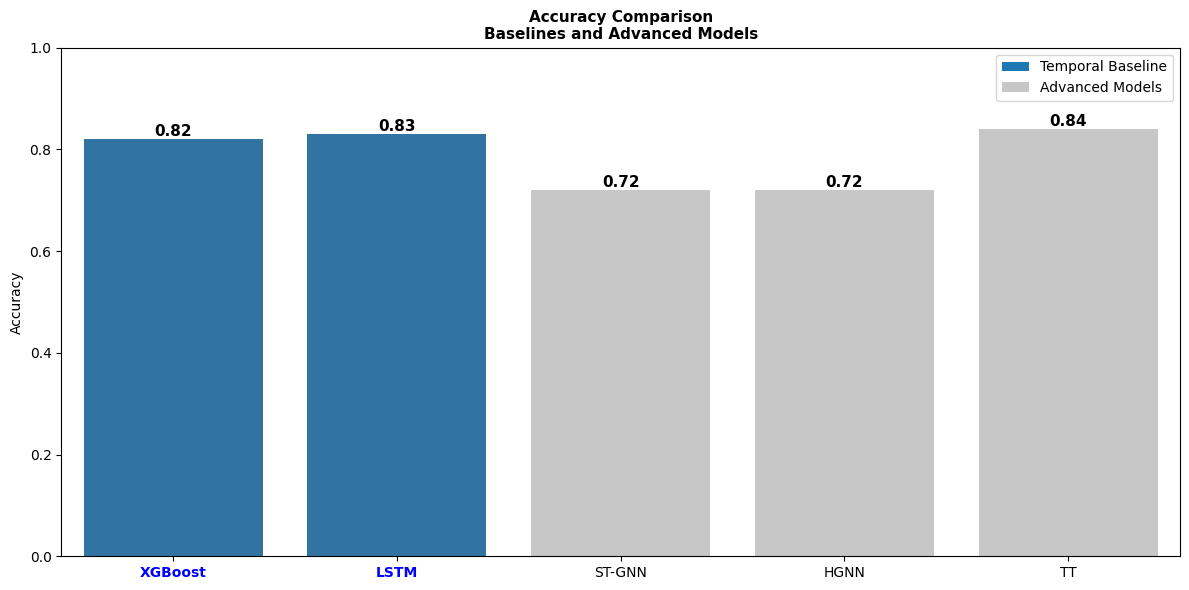 Accuracy Comparison
Baselines and Advanced Models
Temporal Baseline
Advanced Models
Accuracy
1.0
0.8
0.6
0.4
0.2
0.0
0.82
0.83
0.72
0.72
0.84
XGBoost
LSTM
ST-GNN
HGNN
TT